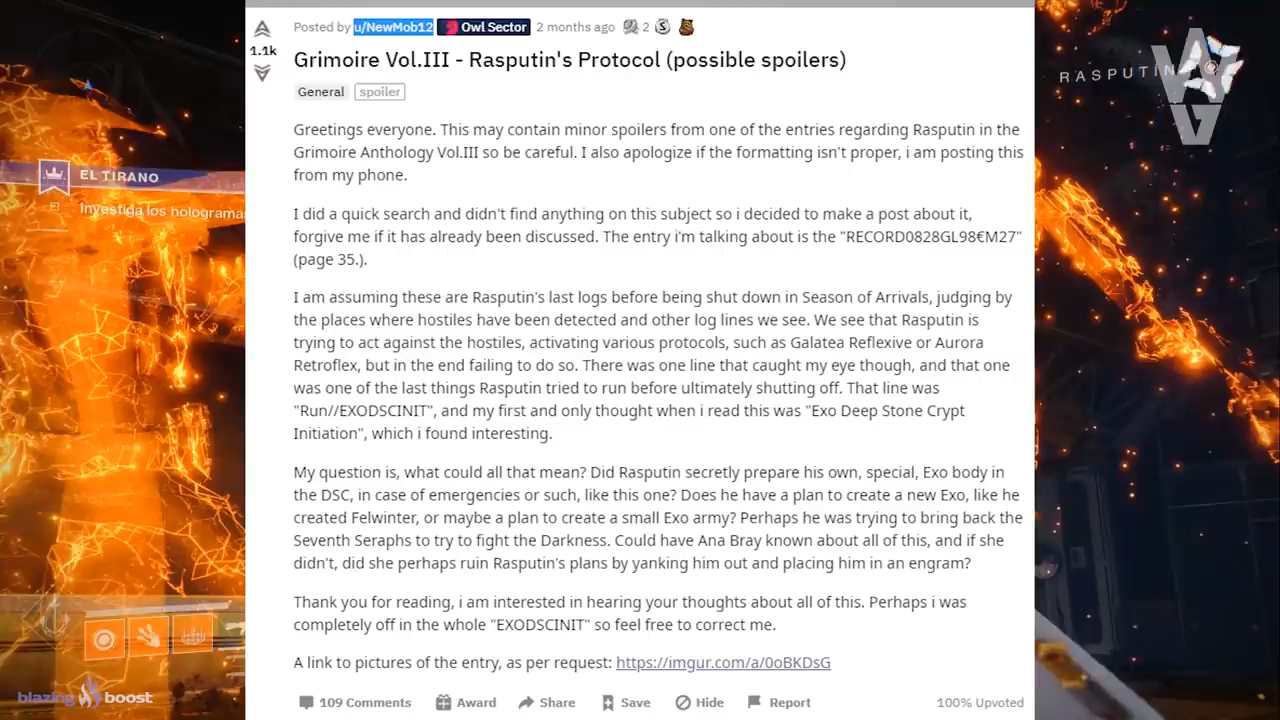 Posted by u/NewMob12 Owl Sector 2 months ago 2
1.1k
Grimoire Vol.III - Rasputin's Protocol (possible spoilers)
General spoiler
Greetings everyone. This may contain minor spoilers from one of the entries regarding Rasputin in the
Grimoire Anthology Vol.III so be careful. I also apologize if the formatting isn't proper, i am posting this
from my phone.
I did a quick search and didn't find anything on this subject so i decided to make a post about it,
forgive me if it has already been discussed. The entry i'm talking about is the "RECORD0828GL98€M27"
(page 35.).
I am assuming these are Rasputin's last logs before being shut down in Season of Arrivals, judging by
the places where hostiles have been detected and other log lines we see. We see that Rasputin is
trying to act against the hostiles, activating various protocols, such as Galatea Reflexive or Aurora
Retroflex, but in the end failing to do so. There was one line that caught my eye though, and that one
was one of the last things Rasputin tried to run before ultimately shutting off. That line was
"Run//EXODSCINIT", and my first and only thought when i read this was "Exo Deep Stone Crypt
Initiation", which i found interesting.
My question is, what could all that mean? Did Rasputin secretly prepare his own, special, Exo body in
the DSC, in case of emergencies or such, like this one? Does he have a plan to create a new Exo, like he
created Felwinter, or maybe a plan to create a small Exo army? Perhaps he was trying to bring back the
Seventh Seraphs to try to fight the Darkness. Could have Ana Bray known about all of this, and if she
didn't, did she perhaps ruin Rasputin's plans by yanking him out and placing him in an engram?
Thank you for reading, i am interested in hearing your thoughts about all of this. Perhaps i was
completely off in the whole "EXODSCINIT" so feel free to correct me.
A link to pictures of the entry, as per request: https://imgur.com/a/0oBKDsG
109 Comments Award Share Save Hide Report 100% Upvoted
EL TIRANO
Investiga los hologramas
blazing boost
RASPUTIN